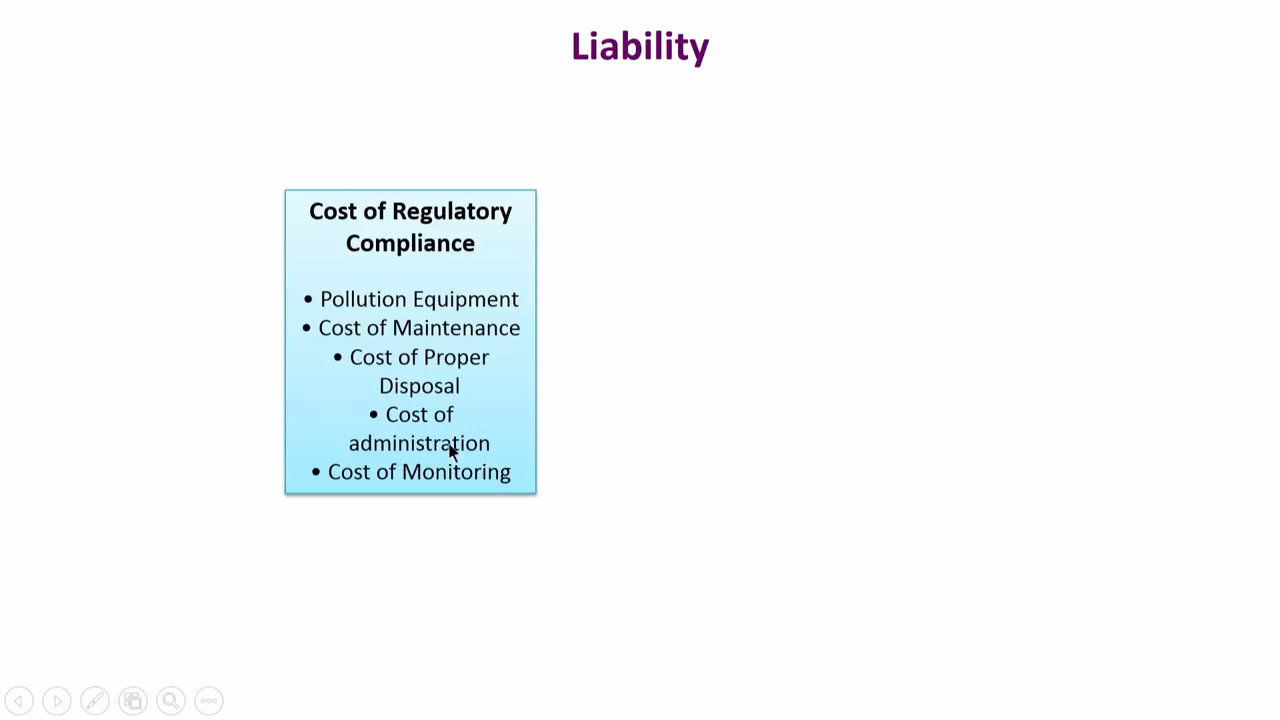 Liability
Cost of Regulatory
Compliance
• Pollution Equipment
• Cost of Maintenance
• Cost of Proper
Disposal
• Cost of
administration
• Cost of Monitoring